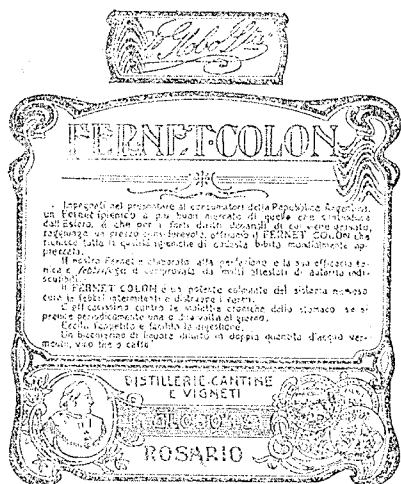 FERNET-COLON
Impegnati nel presentare ai consumatori della Repubblica Argentina,
un Fernet igienico a più buon mercato di quello che s'introduce
dall'Estero, e che per i forti diritti doganali di cui viene gravato,
raggiunge un prezzo considerevole, offriamo il FERNET COLON che
riunisce tutte le qualità igieniche di codesta bibita mondialmente ap-
prezzata.
Il nostro Fernet è elaborato alla perfezione e la sua efficacia to-
nica e febbrifuga è comprovata da molti attestati di autorità indi-
scutibili.
Il FERNET COLON è un potente calmante del sistema nervoso
cura le febbri intermittenti e distrugge i vermi.
È efficacissimo contro le malattie croniche dello stomaco se si
prende periodicamente una o due volte al giorno.
Eccita l'appetito e facilita la digestione.
Un bicchierino di liquore diluito in doppia quantità d'acqua ver-
mouth, vino the o caffè
DISTILLERIE-CANTINE
E VIGNETI
ROSARIO